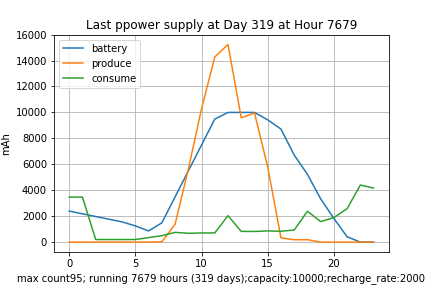 Last ppower supply at Day 319 at Hour 7679
16000
14000
12000
10000
8000
6000
4000
2000
0
mAh
battery
produce
consume
0 5 10 15 20
max count95; running 7679 hours (319 days);capacity:10000;recharge_rate:2000